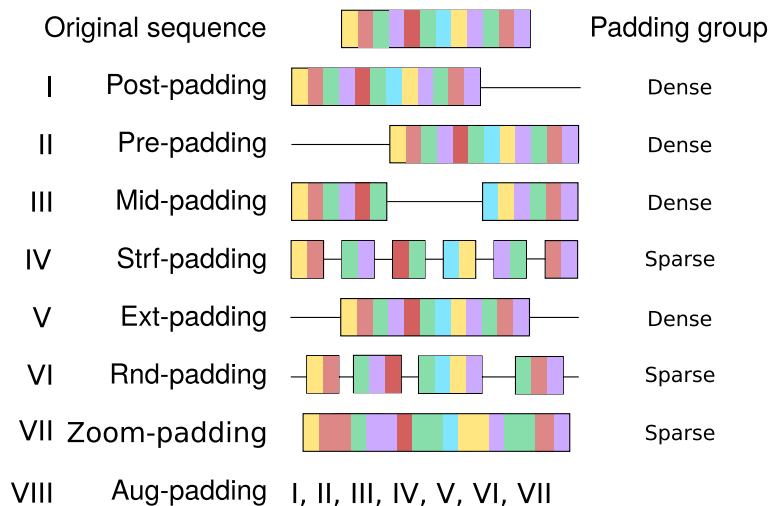 Original sequence Padding group
I Post-padding Dense
II Pre-padding Dense
III Mid-padding Dense
IV Strf-padding Sparse
V Ext-padding Dense
VI Rnd-padding Sparse
VII Zoom-padding Sparse
VIII Aug-padding I, II, III, IV, V, VI, VII